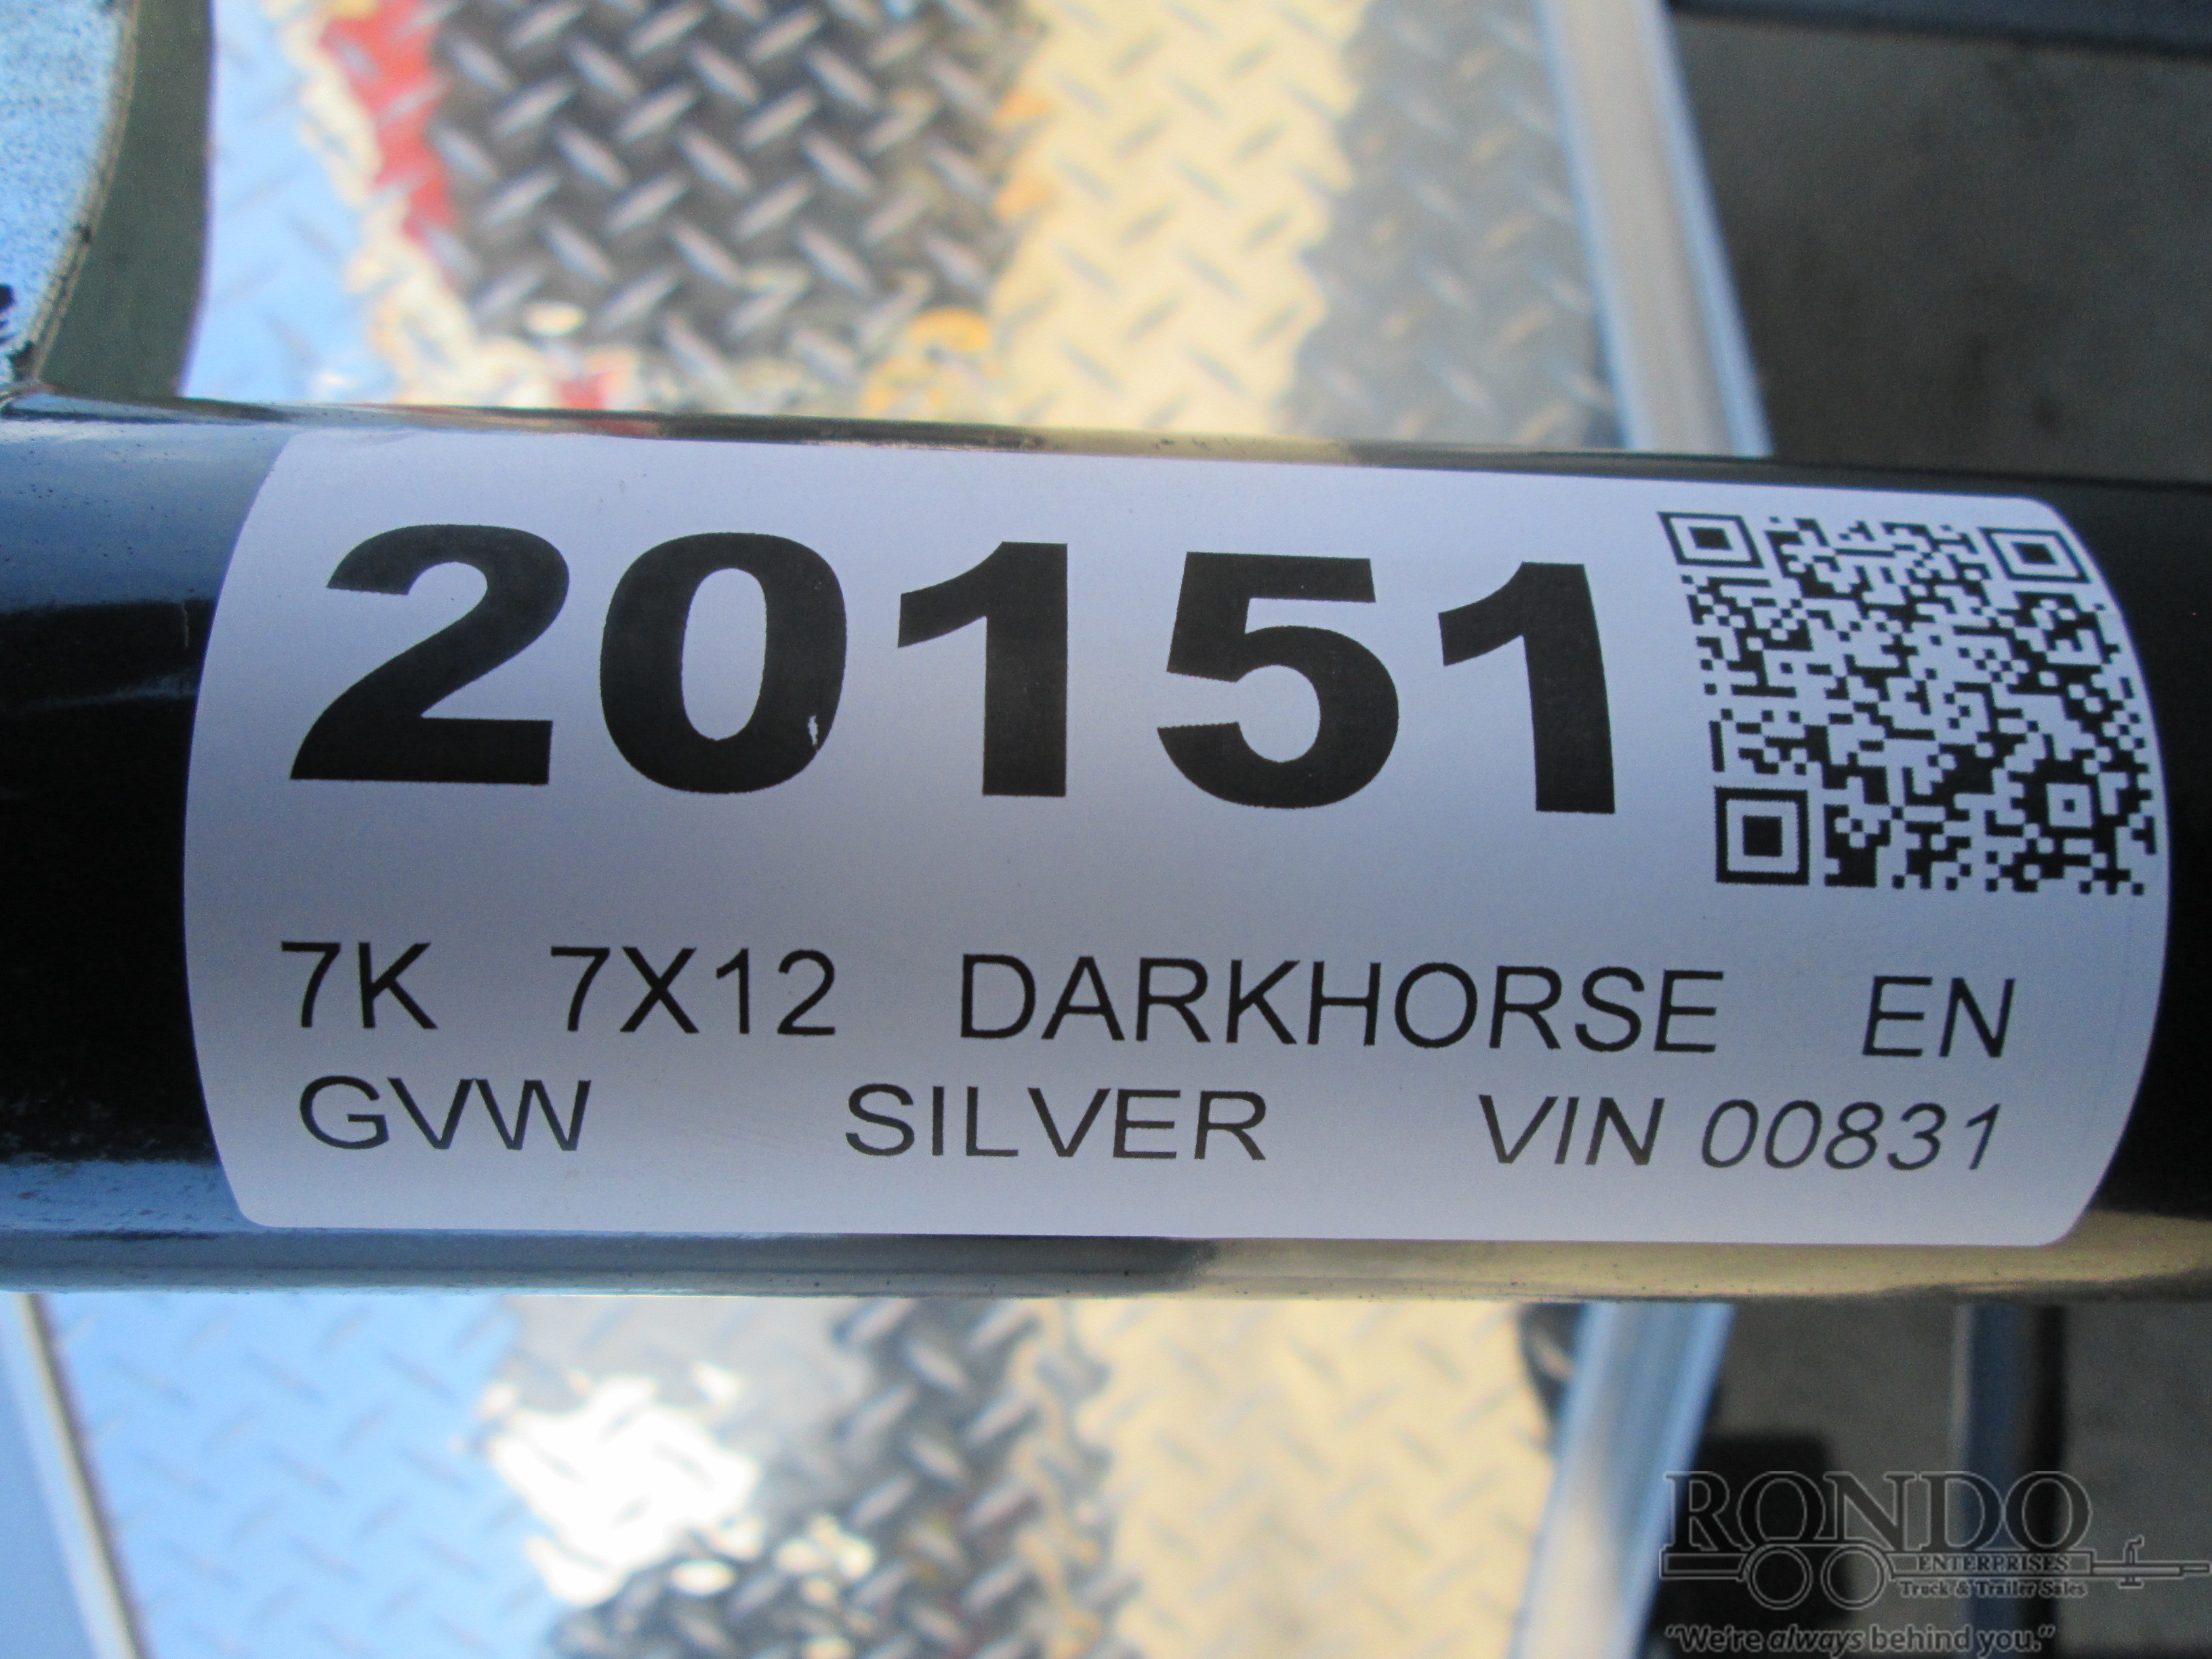 20151
7K 7X12 DARKHORSE EN
GVW SILVER VIN 00831
RONDO
ENTERPRISES
Truck & Trailer Sales
"We're always behind you."